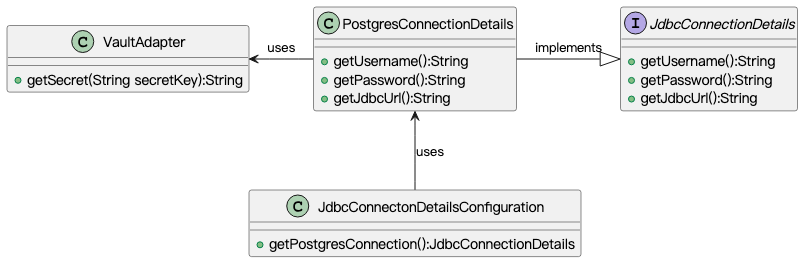 C VaultAdapter
getSecret(String secretKey):String
uses
C PostgresConnectionDetails
getUsername():String
getPassword():String
getJdbcUrl():String
implements
I JdbcConnectionDetails
getUsername():String
getPassword():String
getJdbcUrl():String
uses
C JdbcConnectonDetailsConfiguration
getPostgresConnection():JdbcConnectionDetails